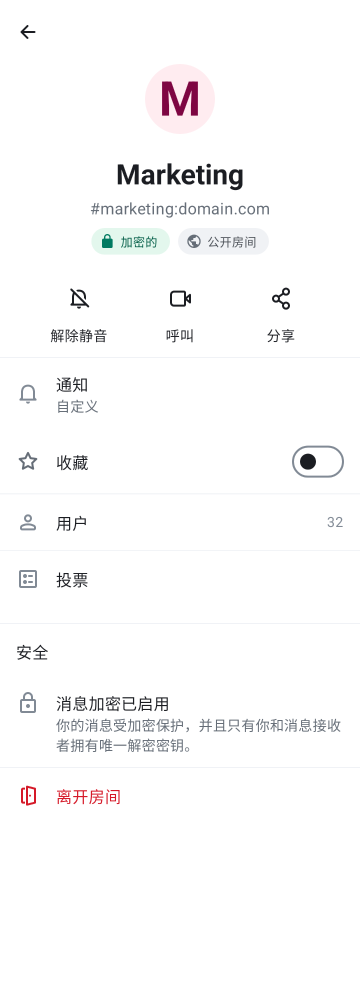 M
Marketing
#marketing:domain.com
加密的 公开房间
解除静音 呼叫 分享
通知
自定义
收藏
用户 32
投票
安全
消息加密已启用
你的消息受加密保护，并且只有你和消息接收
者拥有唯一解密密钥。
离开房间